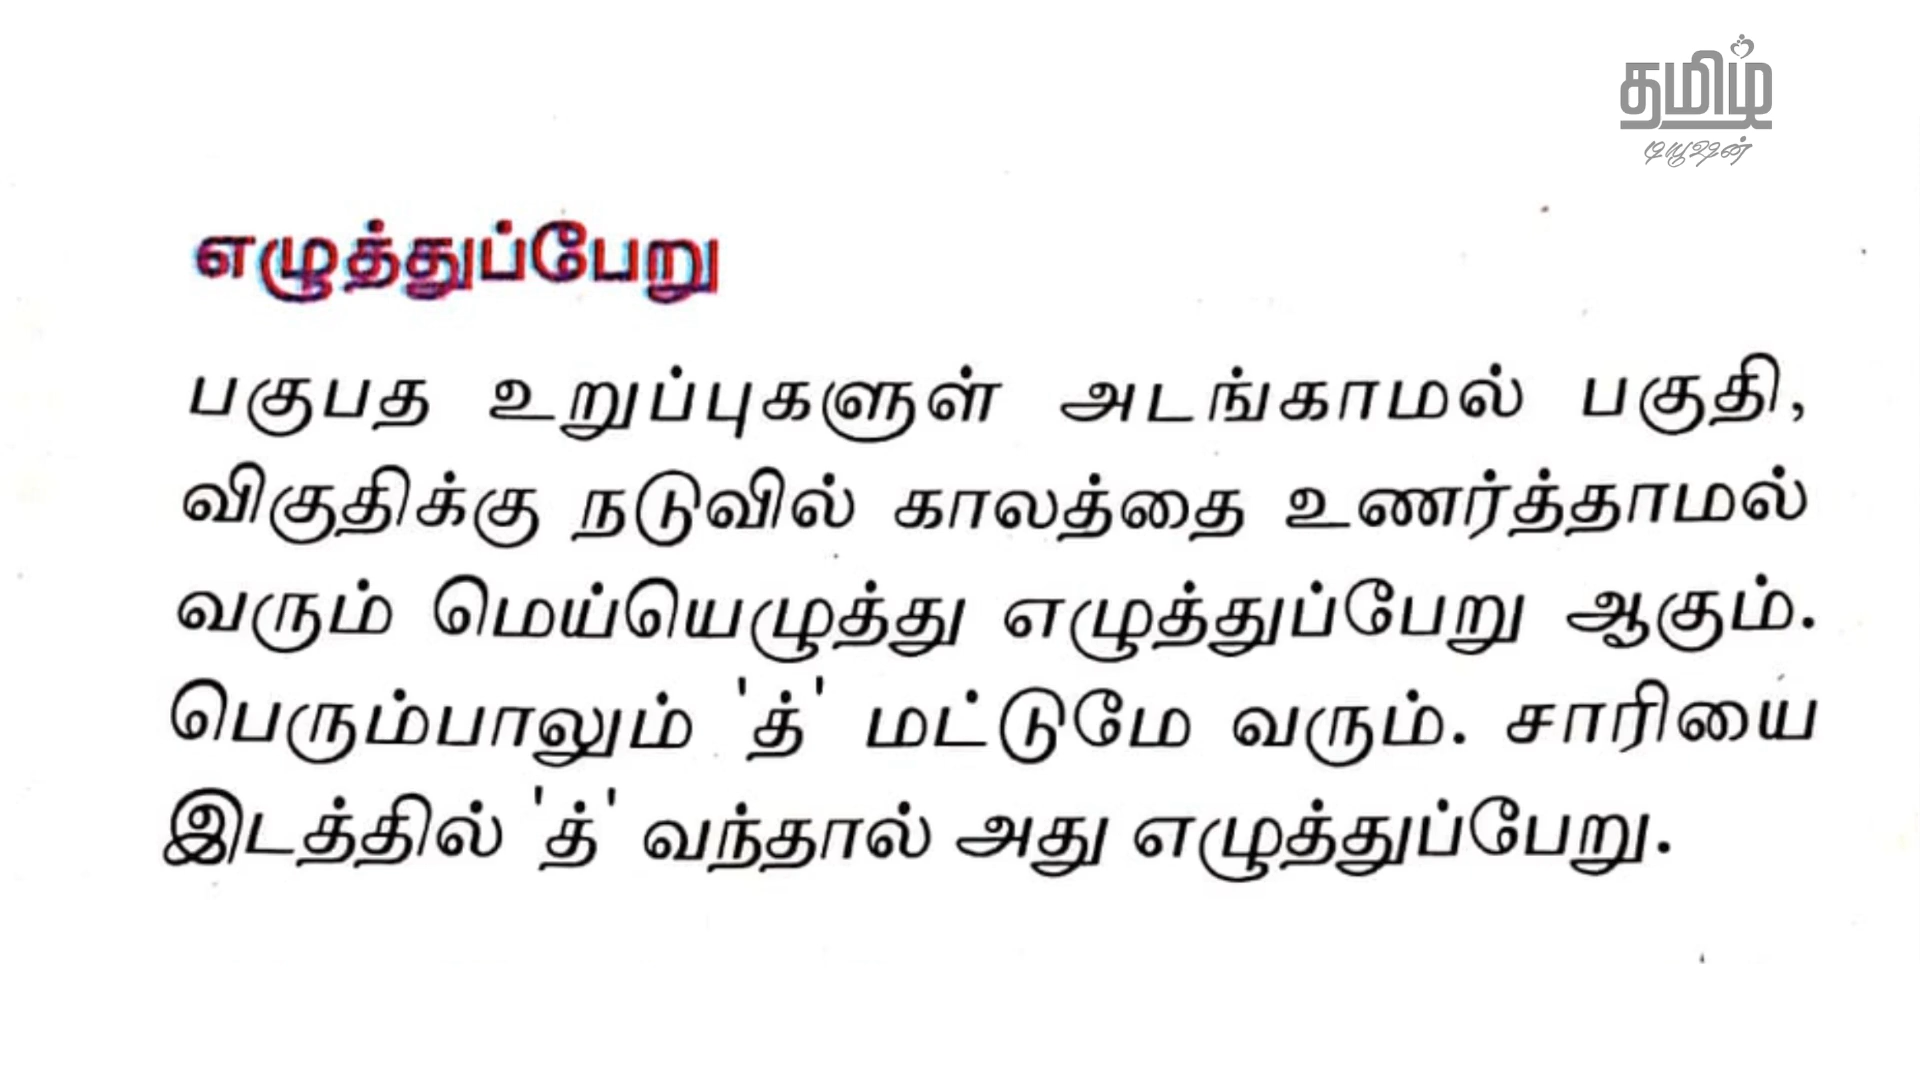 தமிழ்
டியூஷன்
எழுத்துப்பேறு
பகுபத உறுப்புகளுள் அடங்காமல் பகுதி,
விகுதிக்கு நடுவில் காலத்தை உணர்த்தாமல்
வரும் மெய்யெழுத்து எழுத்துப்பேறு ஆகும்.
பெரும்பாலும் 'த்' மட்டுமே வரும். சாரியை
இடத்தில் 'த்' வந்தால் அது எழுத்துப்பேறு.